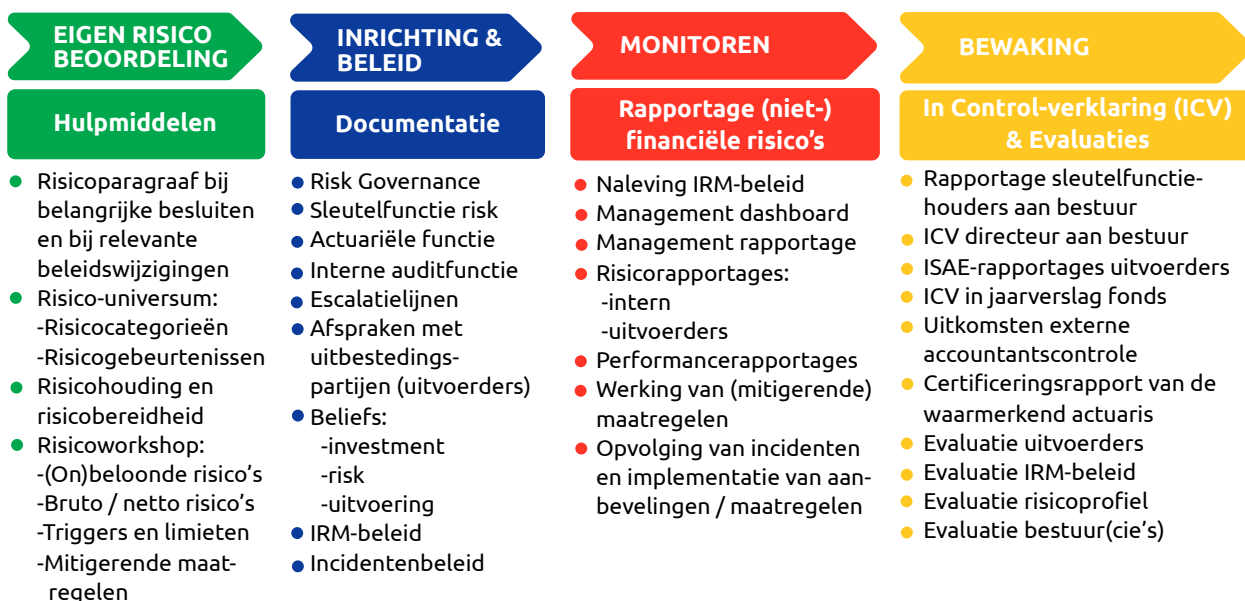 EIGEN RISICO
BEOORDELING
Hulpmiddelen
Risicoparagraaf bij
belangrijke besluiten
en bij relevante
beleidswijzigingen
Risico-universum:
-Risicocategorieën
-Risicogebeurtenissen
Risicohouding en
risicobereidheid
Risicoworkshop:
-(On)beloonde risico's
-Bruto / netto risico's
-Triggers en limieten
-Mitigerende maat-
regelen
INRICHTING &
BELEID
Documentatie
Risk Governance
Sleutelfunctie risk
Actuariële functie
Interne auditfunctie
Escalatielijnen
Afspraken met
uitbestedings-
partijen (uitvoerders)
Beliefs:
-investment
-risk
-uitvoering
IRM-beleid
Incidentenbeleid
MONITOREN
Rapportage (niet-)
financiële risico's
Naleving IRM-beleid
Management dashboard
Management rapportage
Risicorapportages:
-intern
-uitvoerders
Performancerapportages
Werking van (mitigerende)
maatregelen
Opvolging van incidenten
en implementatie van aan-
bevelingen / maatregelen
BEWAKING
In Control-verklaring (ICV)
& Evaluaties
Rapportage sleutelfunctie-
houders aan bestuur
ICV directeur aan bestuur
ISAE-rapportages uitvoerders
ICV in jaarverslag fonds
Uitkomsten externe
accountantscontrole
Certificeringsrapport van de
waarmerkend actuaris
Evaluatie uitvoerders
Evaluatie IRM-beleid
Evaluatie risicoprofiel
Evaluatie bestuur(cie's)